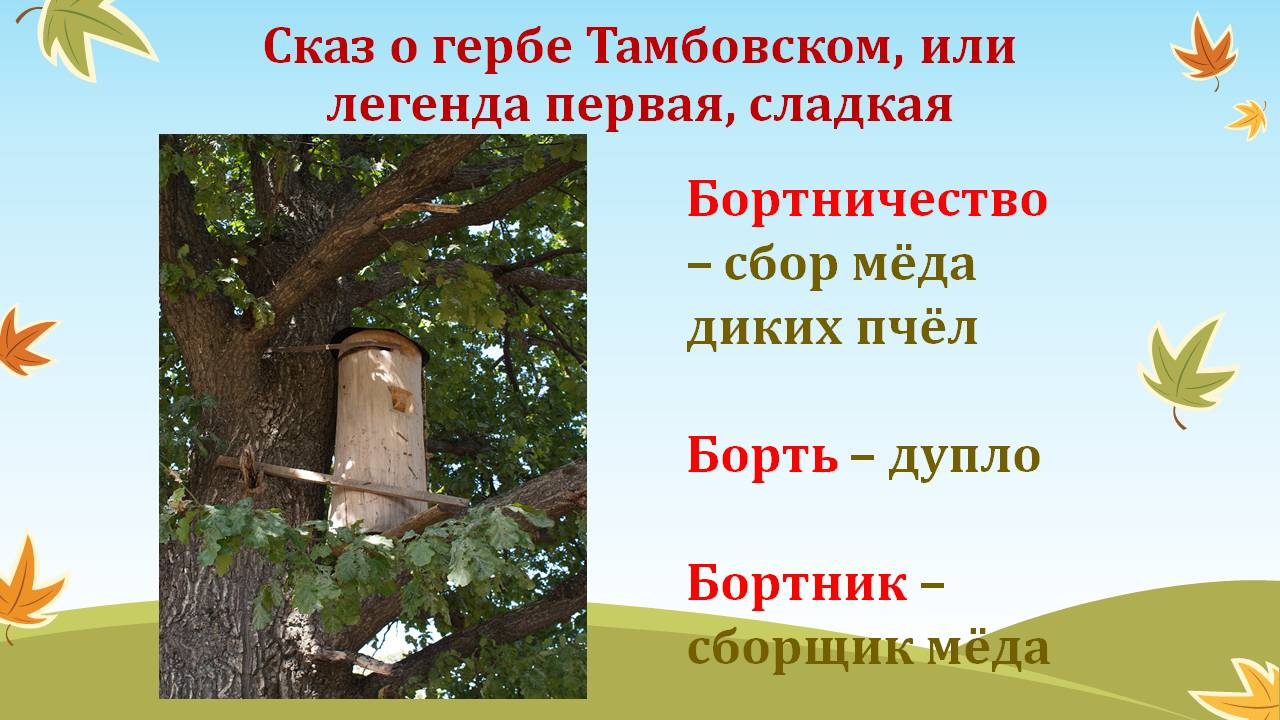 Сказ о гербе Тамбовском, или
легенда первая, сладкая
Бортничество
– сбор мёда
диких пчёл
Борть – дупло
Бортник –
сборщик мёда